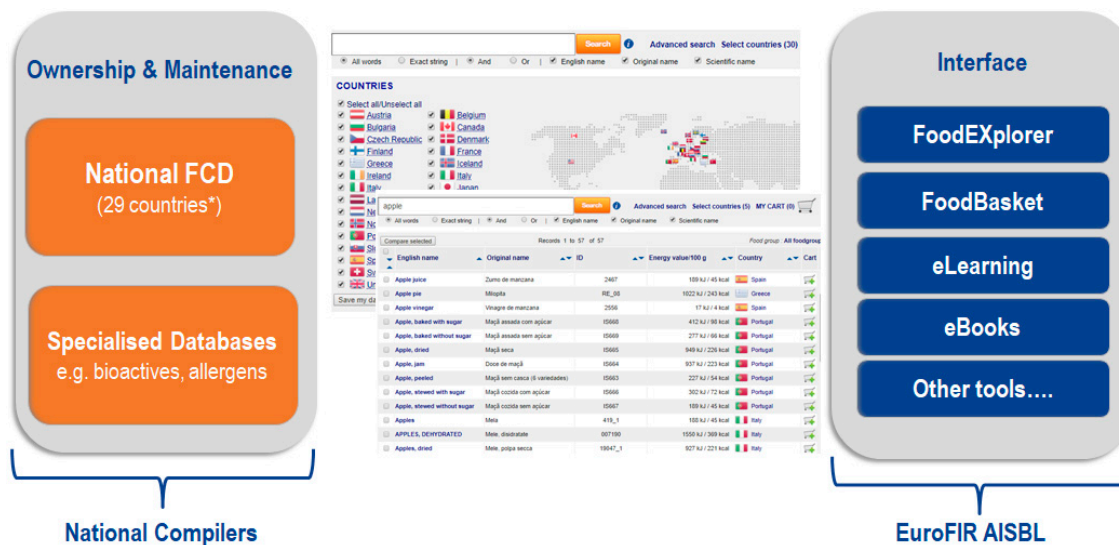 Ownership & Maintenance
National FCD
(29 countries*)
Specialised Databases
e.g. bioactives, allergens
National Compilers
Search Advanced search Select countries (30)
All words Exact string | And Or | English name Original name Scientific name
COUNTRIES
Select all/Unselect all
Austria Belgium
Bulgaria Canada
Czech Republic Denmark
Finland France
Greece Iceland
Ireland Italy
Italy Japan
La
Ne
No
Po
Slo
Sp
Sw
Un
Save my da
apple Search Advanced search Select countries (5) MY CART (0)
All words Exact string | And Or | English name Original name Scientific name
Compare selected Records 1 to 57 of 57 Food group: All foodgroup
English name Original name ID Energy value/100 g Country Cart
Apple juice Zumo de manzana 2467 189 kJ / 45 kcal Spain
Apple pie Milopita RE_08 1022 kJ / 243 kcal Greece
Apple vinegar Vinagre de manzana 2556 17 kJ / 4 kcal Spain
Apple, baked with sugar Maçã assada com açúcar IS668 412 kJ / 98 kcal Portugal
Apple, baked without sugar Maçã assada sem açúcar IS669 277 kJ / 66 kcal Portugal
Apple, dried Maçã seca IS665 949 kJ / 226 kcal Portugal
Apple, jam Doce de maçã IS664 937 kJ / 223 kcal Portugal
Apple, peeled Maçã sem casca (6 variedades) IS663 227 kJ / 54 kcal Portugal
Apple, stewed with sugar Maçã cozida com açúcar IS666 302 kJ / 72 kcal Portugal
Apple, stewed without sugar Maçã cozida sem açúcar IS667 189 kJ / 45 kcal Portugal
Apples Mela 418_1 188 kJ / 45 kcal Italy
APPLES, DEHYDRATED Mele, disidratate 007190 1550 kJ / 369 kcal Italy
Apples, dried Mele, polpa secca 19847_1 927 kJ / 221 kcal Italy
Interface
FoodEXplorer
FoodBasket
eLearning
eBooks
Other tools....
EuroFIR AISBL